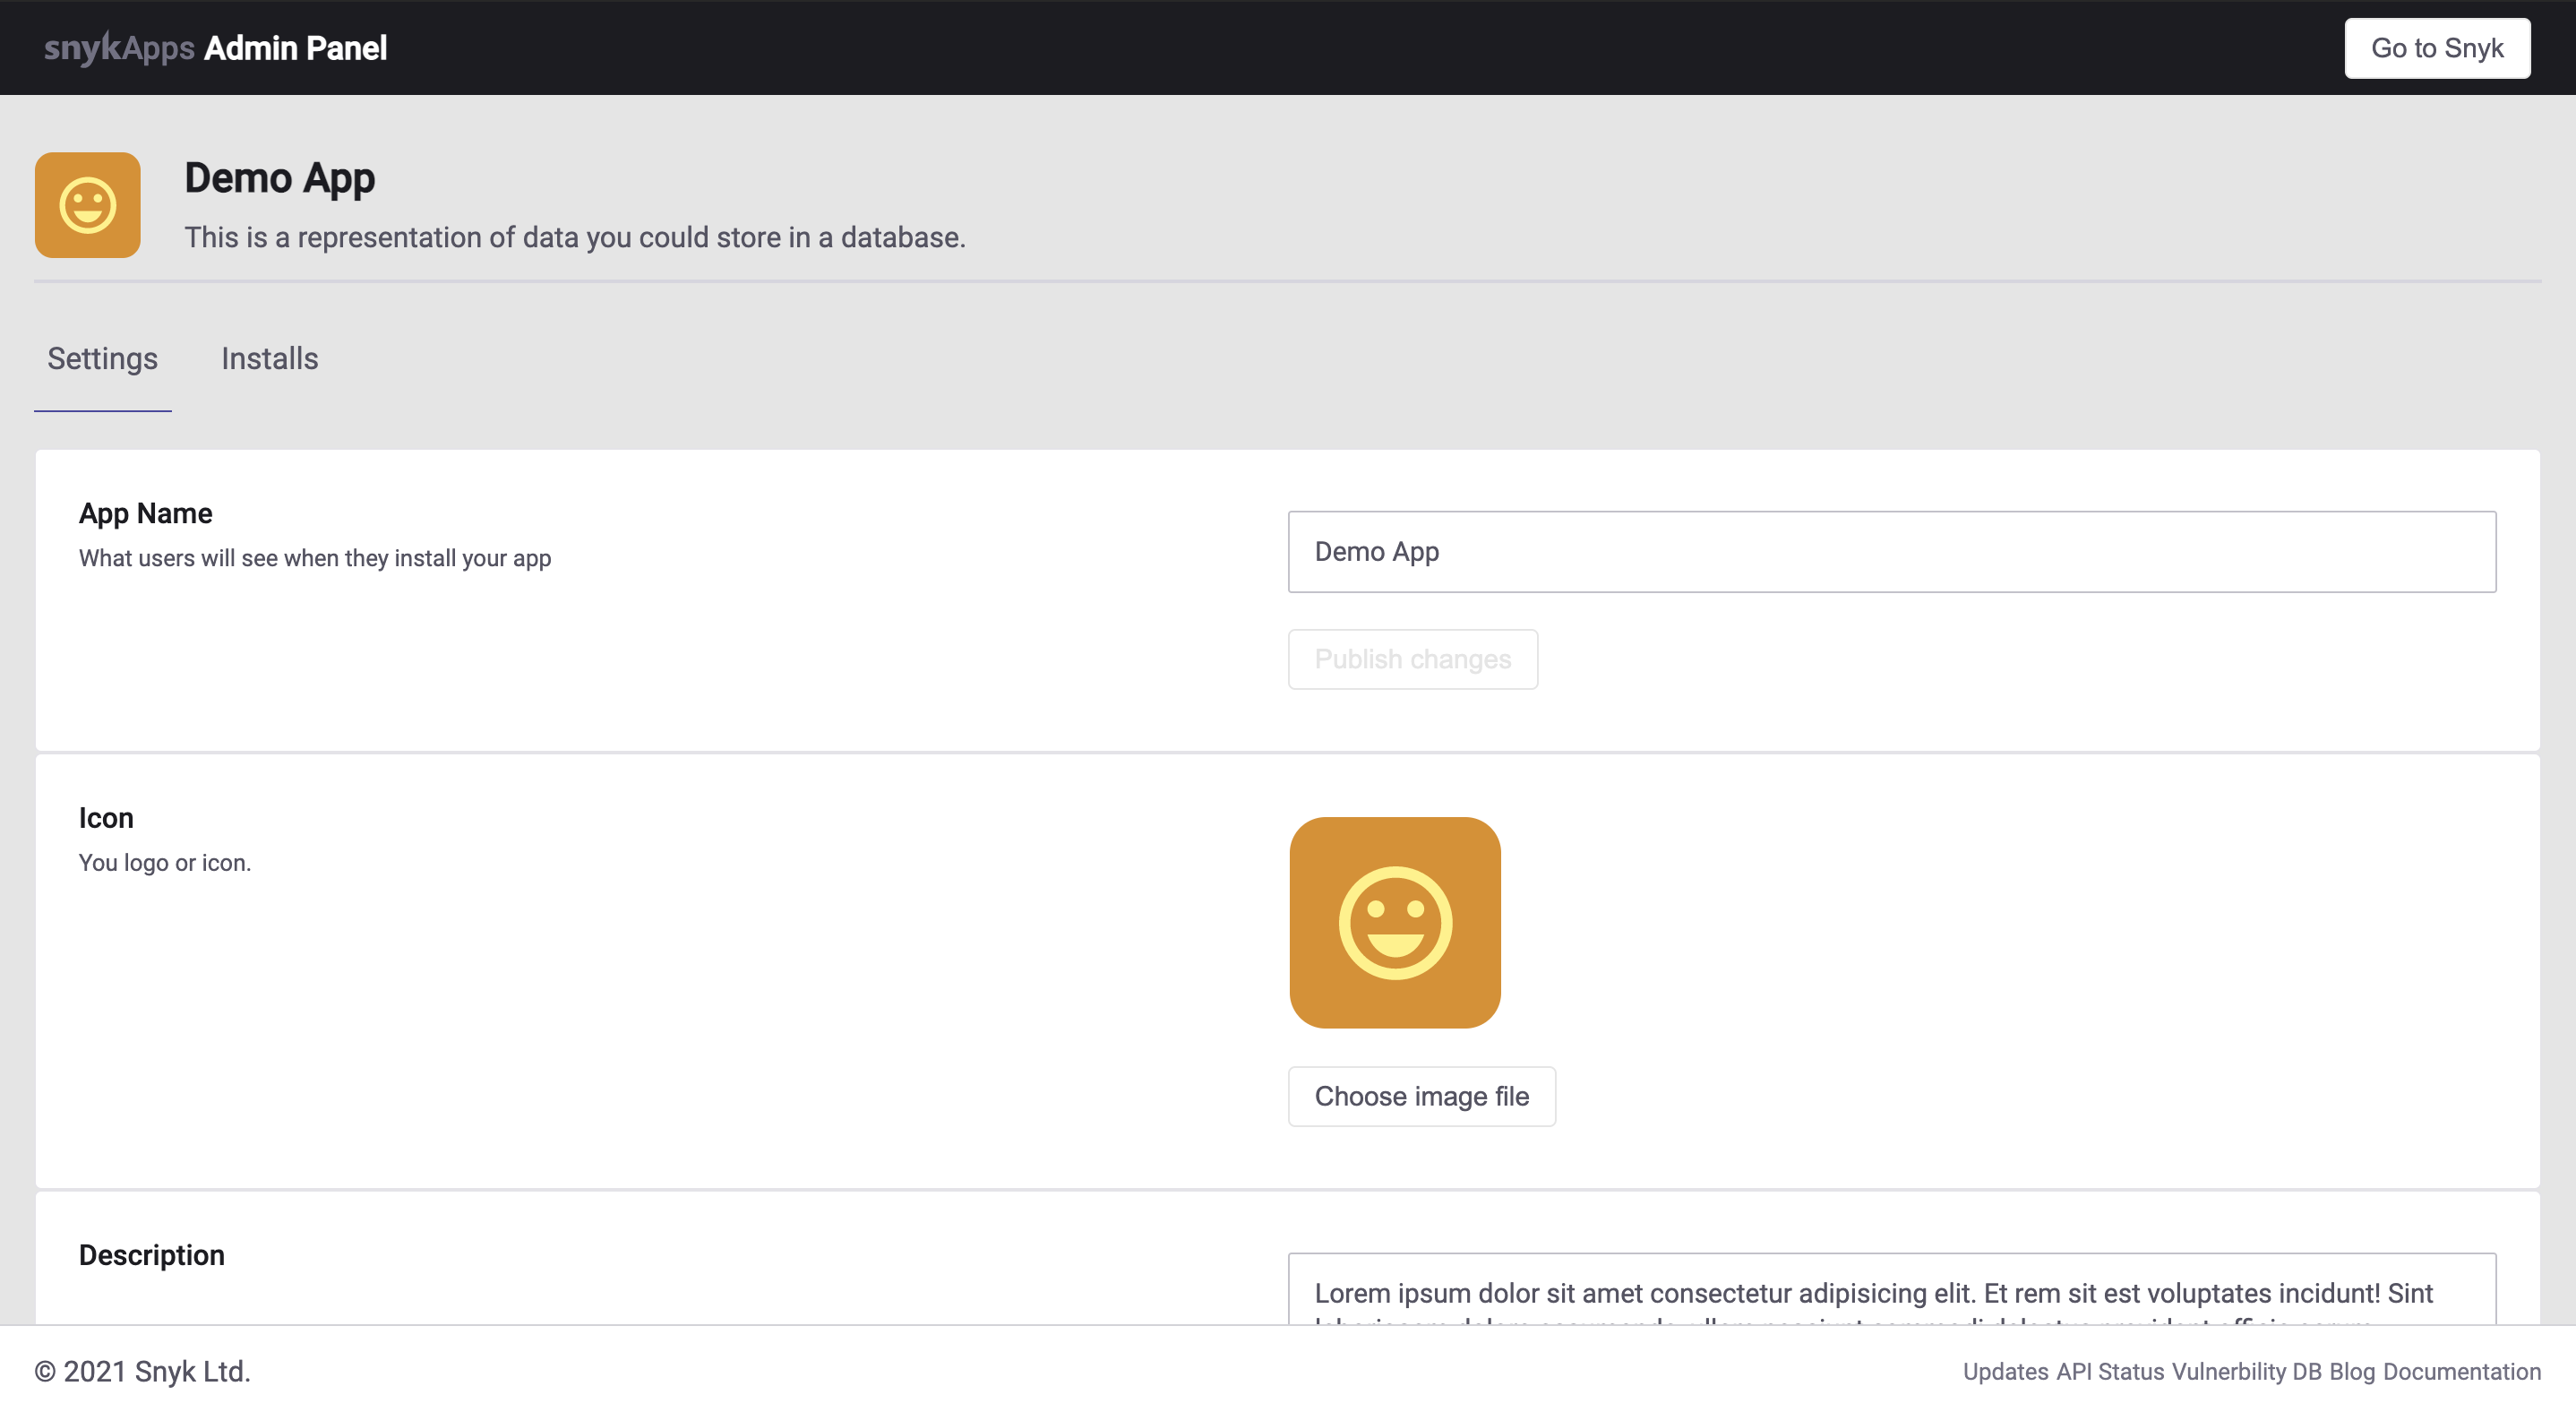 snykApps Admin Panel
Go to Snyk
Demo App
This is a representation of data you could store in a database.
Settings
Installs
App Name
What users will see when they install your app
Demo App
Publish changes
Icon
You logo or icon.
Choose image file
Description
Lorem ipsum dolor sit amet consectetur adipisicing elit. Et rem sit est voluptates incidunt! Sint
© 2021 Snyk Ltd.
Updates API Status Vulnerbility DB Blog Documentation